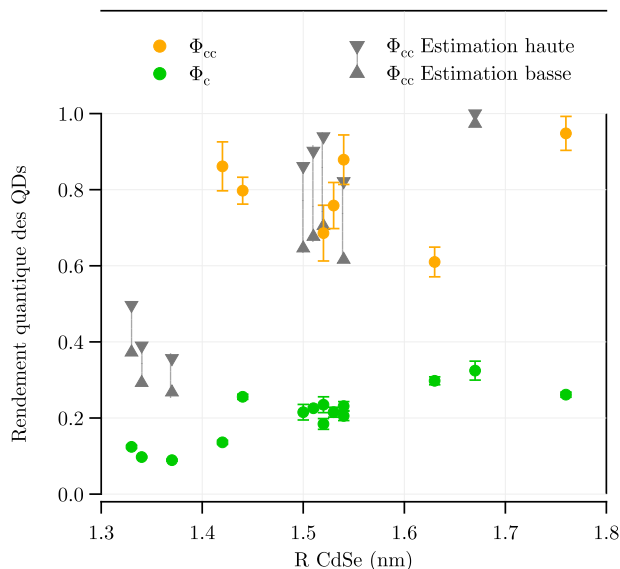 Φcc
Φcc Estimation haute
Φc
Φcc Estimation basse
Rendement quantique des QDs
1.0
0.8
0.6
0.4
0.2
0.0
1.3 1.4 1.5 1.6 1.7 1.8
R CdSe (nm)